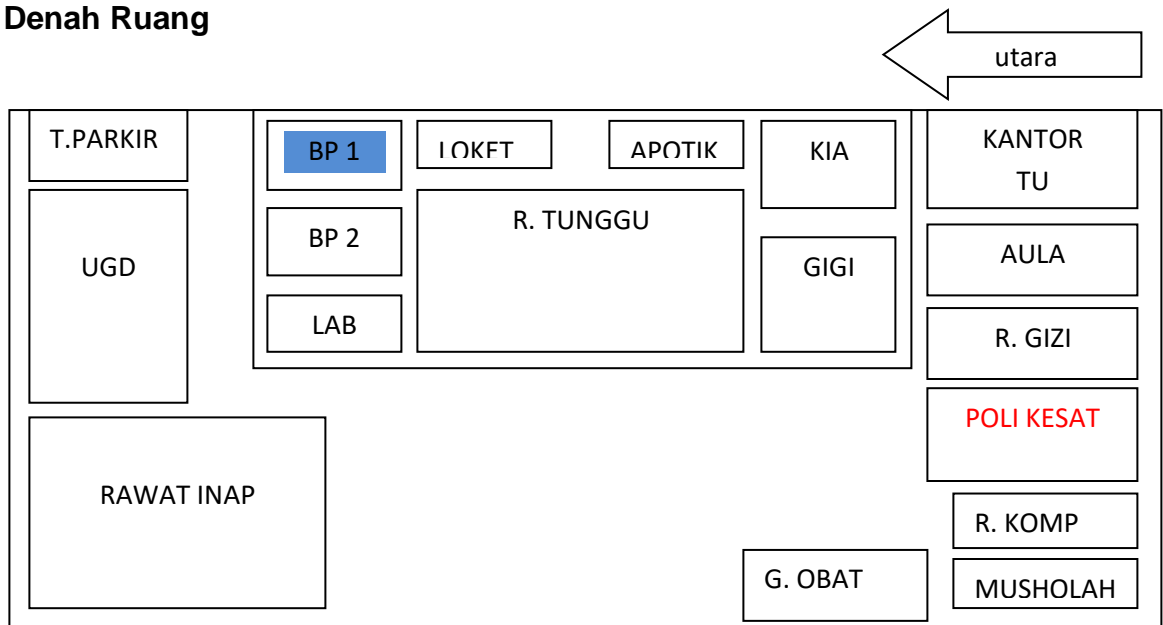 Denah Ruang
utara
T.PARKIR
BP 1
LOKET
APOTIK
KIA
KANTOR
TU
UGD
BP 2
R. TUNGGU
GIGI
AULA
LAB
R. GIZI
POLI KESAT
RAWAT INAP
R. KOMP
G. OBAT
MUSHOLAH